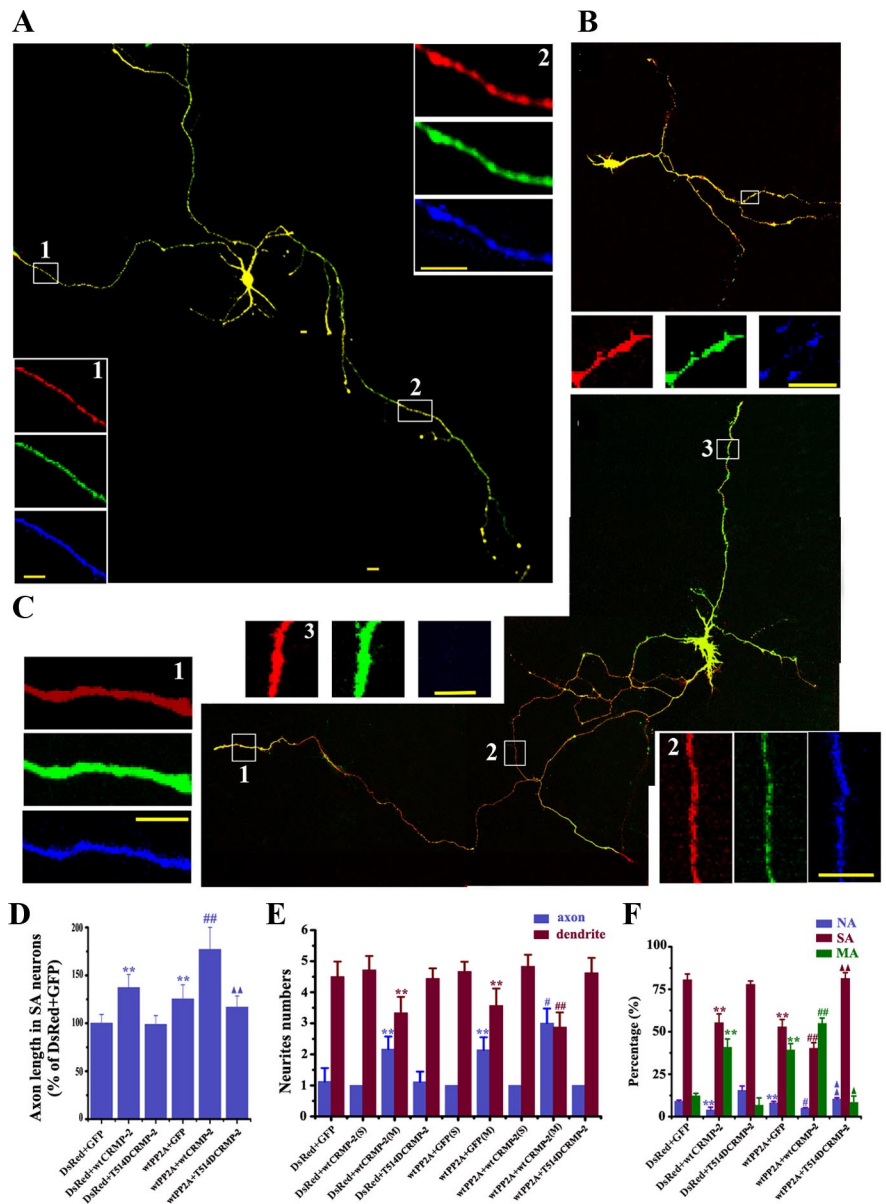 A
B
2
1
1
2
3
C
3
1
1
2
2
D
Axon length in SA neurons
(% of DsRed+GFP)
200
150
100
50
0
**
**
##
▲▲
DsRed+GFP
DsRed+wtCRMP-2
DsRed+T514DCRMP-2
wtPP2A+GFP
wtPP2A+wtCRMP-2
wtPP2A+T514DCRMP-2
E
axon
dendrite
Neurites numbers
6
5
4
3
2
1
0
**
**
**
**
#
##
DsRed+GFP
DsRed+wtCRMP-2(S)
DsRed+wtCRMP-2(M)
DsRed+T514DCRMP-2
wtPP2A+GFP(S)
wtPP2A+GFP(M)
wtPP2A+wtCRMP-2(S)
wtPP2A+wtCRMP-2(M)
wtPP2A+T514DCRMP-2
F
NA
SA
MA
Percentage (%)
100
75
50
25
0
**
**
**
**
**
**
#
##
##
▲▲
▲▲
▲
DsRed+GFP
DsRed+wtCRMP-2
DsRed+T514DCRMP-2
wtPP2A+GFP
wtPP2A+wtCRMP-2
wtPP2A+T514DCRMP-2